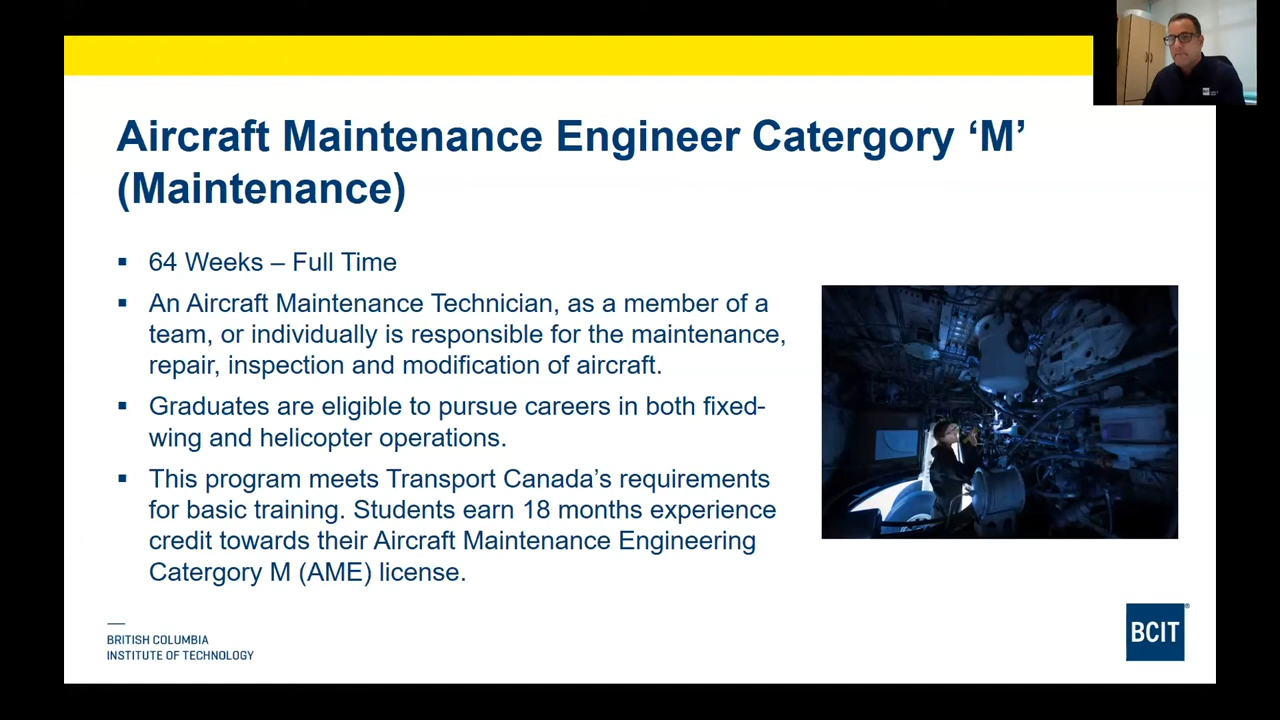 Aircraft Maintenance Engineer Catergory ‘M’
(Maintenance)
▪ 64 Weeks – Full Time
▪ An Aircraft Maintenance Technician, as a member of a
team, or individually is responsible for the maintenance,
repair, inspection and modification of aircraft.
▪ Graduates are eligible to pursue careers in both fixed-
wing and helicopter operations.
▪ This program meets Transport Canada’s requirements
for basic training. Students earn 18 months experience
credit towards their Aircraft Maintenance Engineering
Catergory M (AME) license.
BRITISH COLUMBIA
INSTITUTE OF TECHNOLOGY
BCIT®